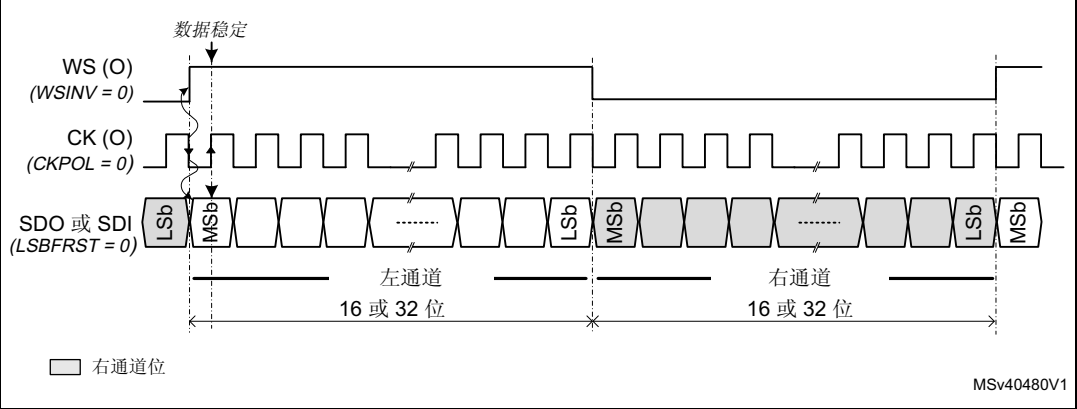 数据稳定
WS (O)
(WSINV = 0)
CK (O)
(CKPOL = 0)
SDO 或 SDI
(LSBFRST = 0)
LSb MSb LSb MSb LSb MSb
左通道 右通道
16 或 32 位 16 或 32 位
右通道位
MSv40480V1